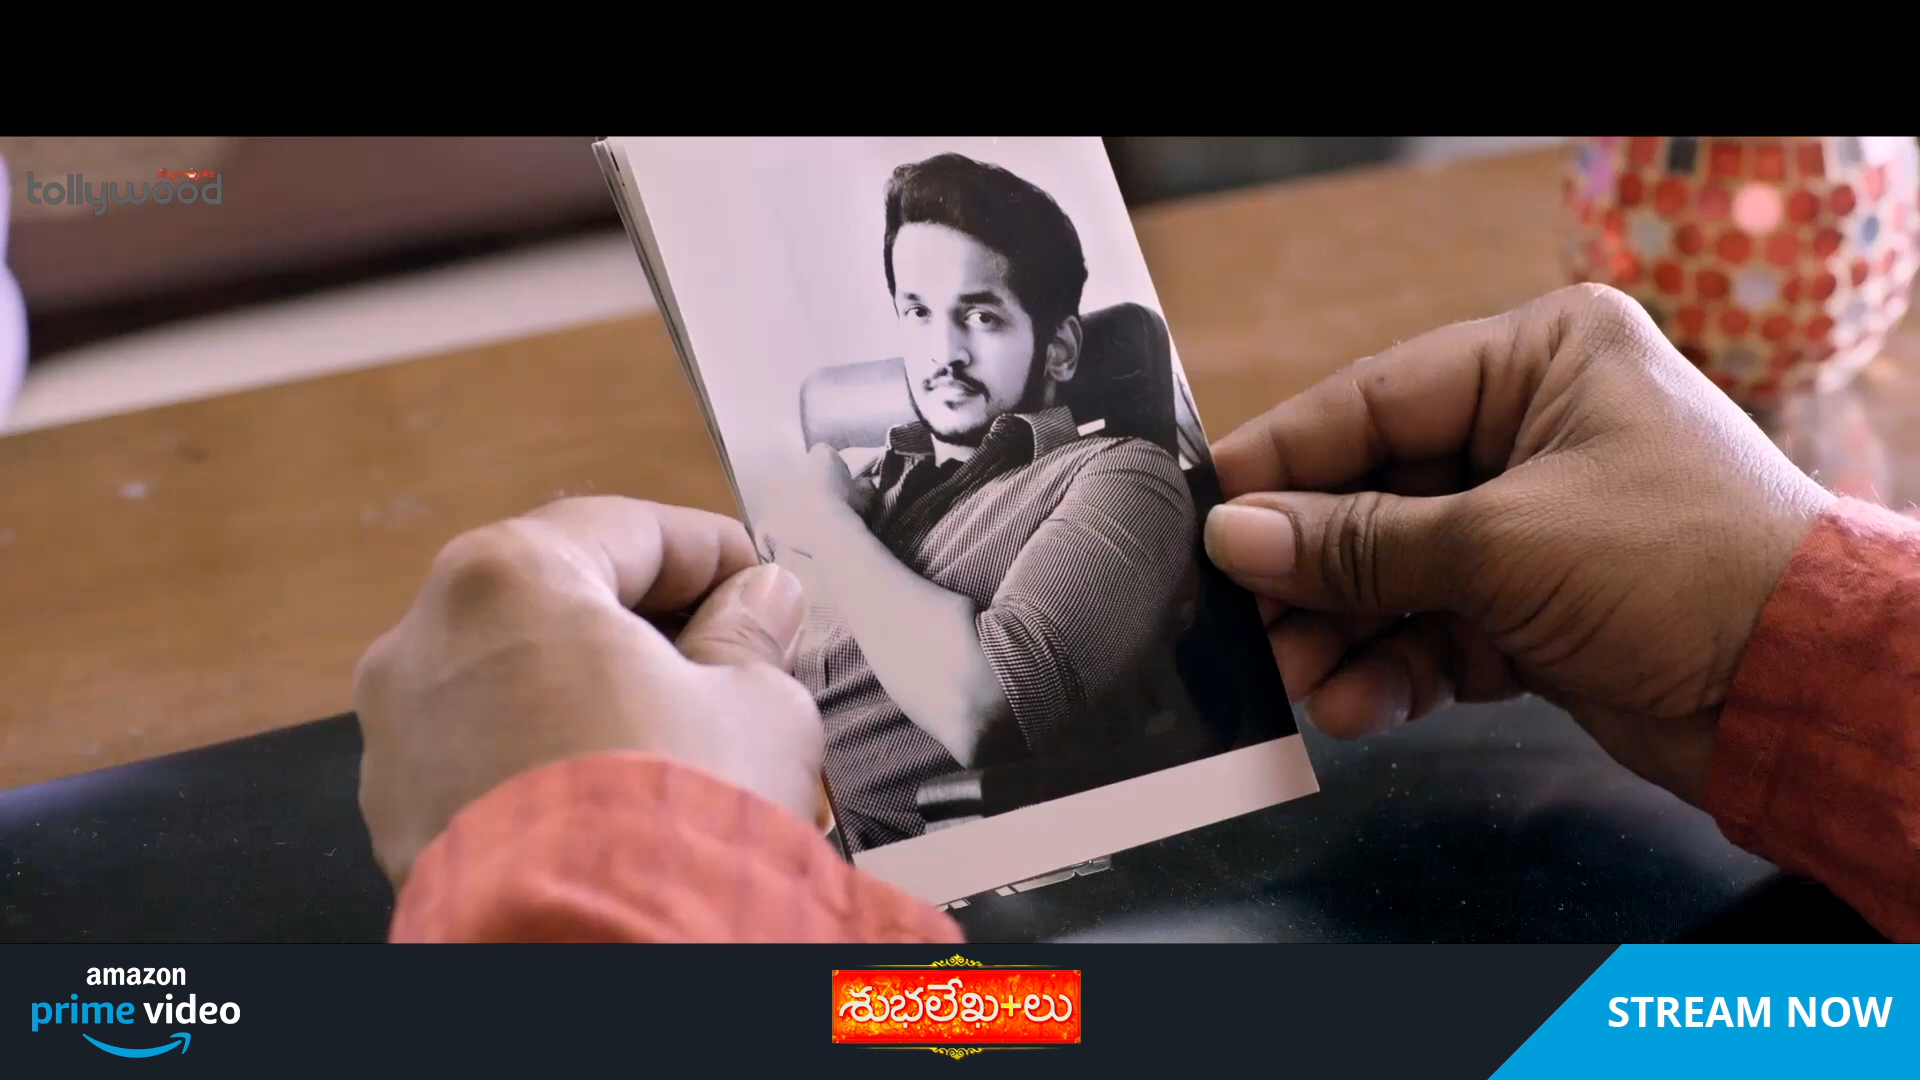 tollywood
amazon
prime video
శుభలేఖ+లు
STREAM NOW